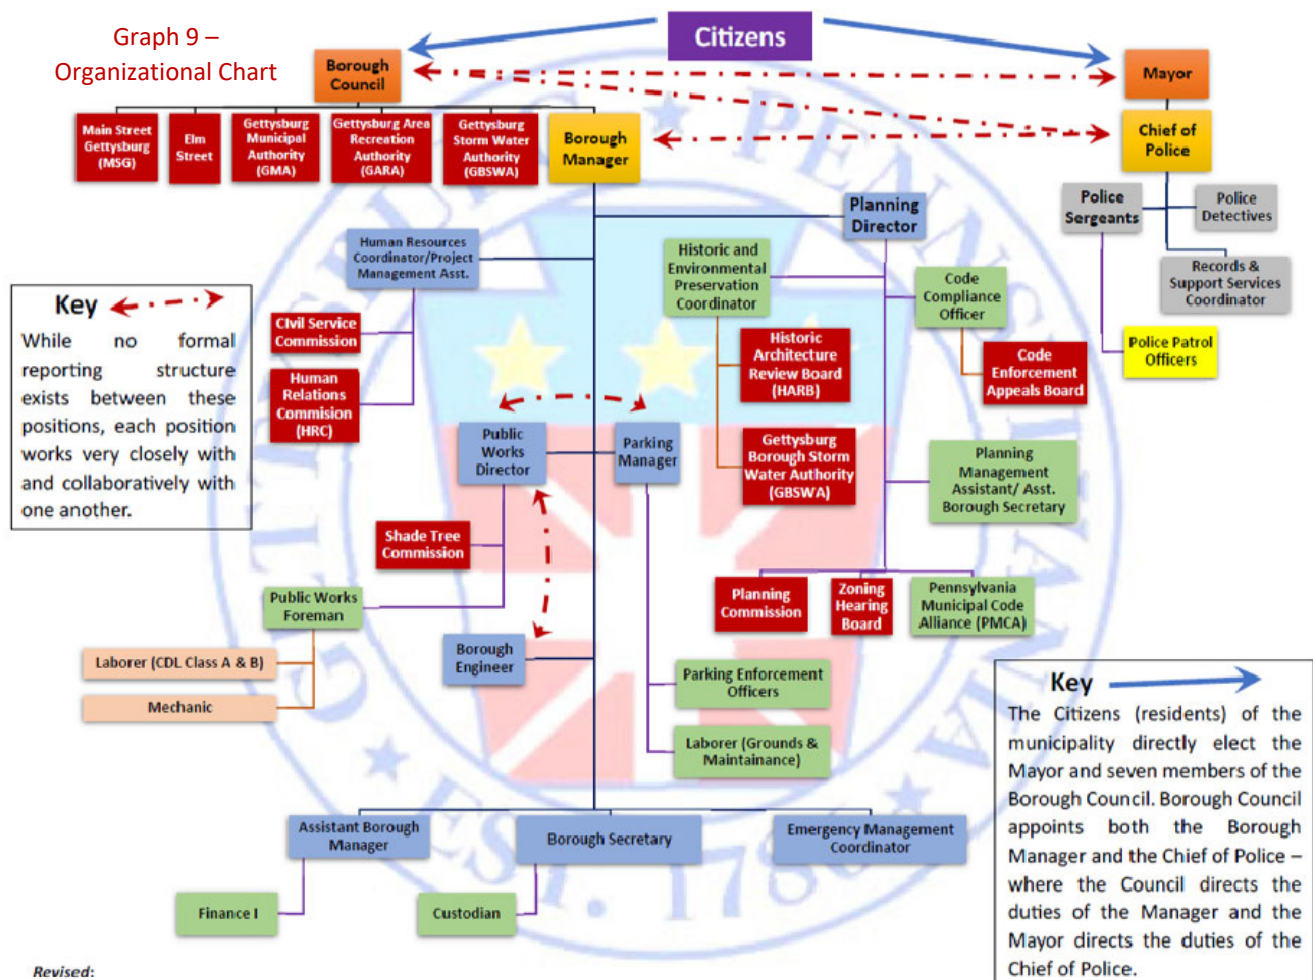 Graph 9 –
Organizational Chart
Citizens
Borough
Council
Mayor
Main Street
Gettysburg
(MSG)
Elm
Street
Gettysburg
Municipal
Authority
(GMA)
Gettysburg Area
Recreation
Authority
(GARA)
Gettysburg
Storm Water
Authority
(GBSWA)
Borough
Manager
Chief of
Police
Police
Sergeants
Police
Detectives
Records &
Support Services
Coordinator
Police Patrol
Officers
Planning
Director
Human Resources
Coordinator/Project
Management Asst.
Civil Service
Commission
Human
Relations
Commision
(HRC)
Historic and
Environmental
Preservation
Coordinator
Code
Compliance
Officer
Historic
Architecture
Review Board
(HARB)
Code
Enforcement
Appeals Board
Gettysburg
Borough Storm
Water Authority
(GBSWA)
Planning
Management
Assistant/ Asst.
Borough Secretary
Planning
Commission
Zoning
Hearing
Board
Pennsylvania
Municipal Code
Alliance (PMCA)
Key
While no formal
reporting structure
exists between these
positions, each position
works very closely with
and collaboratively with
one another.
Public
Works
Director
Parking
Manager
Shade Tree
Commission
Public Works
Foreman
Laborer (CDL Class A & B)
Mechanic
Borough
Engineer
Parking Enforcement
Officers
Laborer (Grounds &
Maintainance)
Assistant Borough
Manager
Borough Secretary
Emergency Management
Coordinator
Finance I
Custodian
Key
The Citizens (residents) of the
municipality directly elect the
Mayor and seven members of the
Borough Council. Borough Council
appoints both the Borough
Manager and the Chief of Police –
where the Council directs the
duties of the Manager and the
Mayor directs the duties of the
Chief of Police.
Revised:
GETTYSBURG ★ PENNSYLVANIA
★ EST. 1786 ★